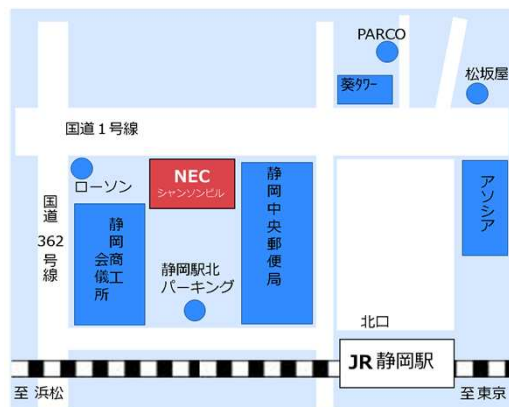 PARCO
松坂屋
葵タワー
国道1号線
NEC
シャンソンビル
ローソン
静岡中央郵便局
アソシア
国道
362
号線
静岡商工
会儀所
静岡駅北
パーキング
北口
JR 静岡駅
至 浜松
至 東京